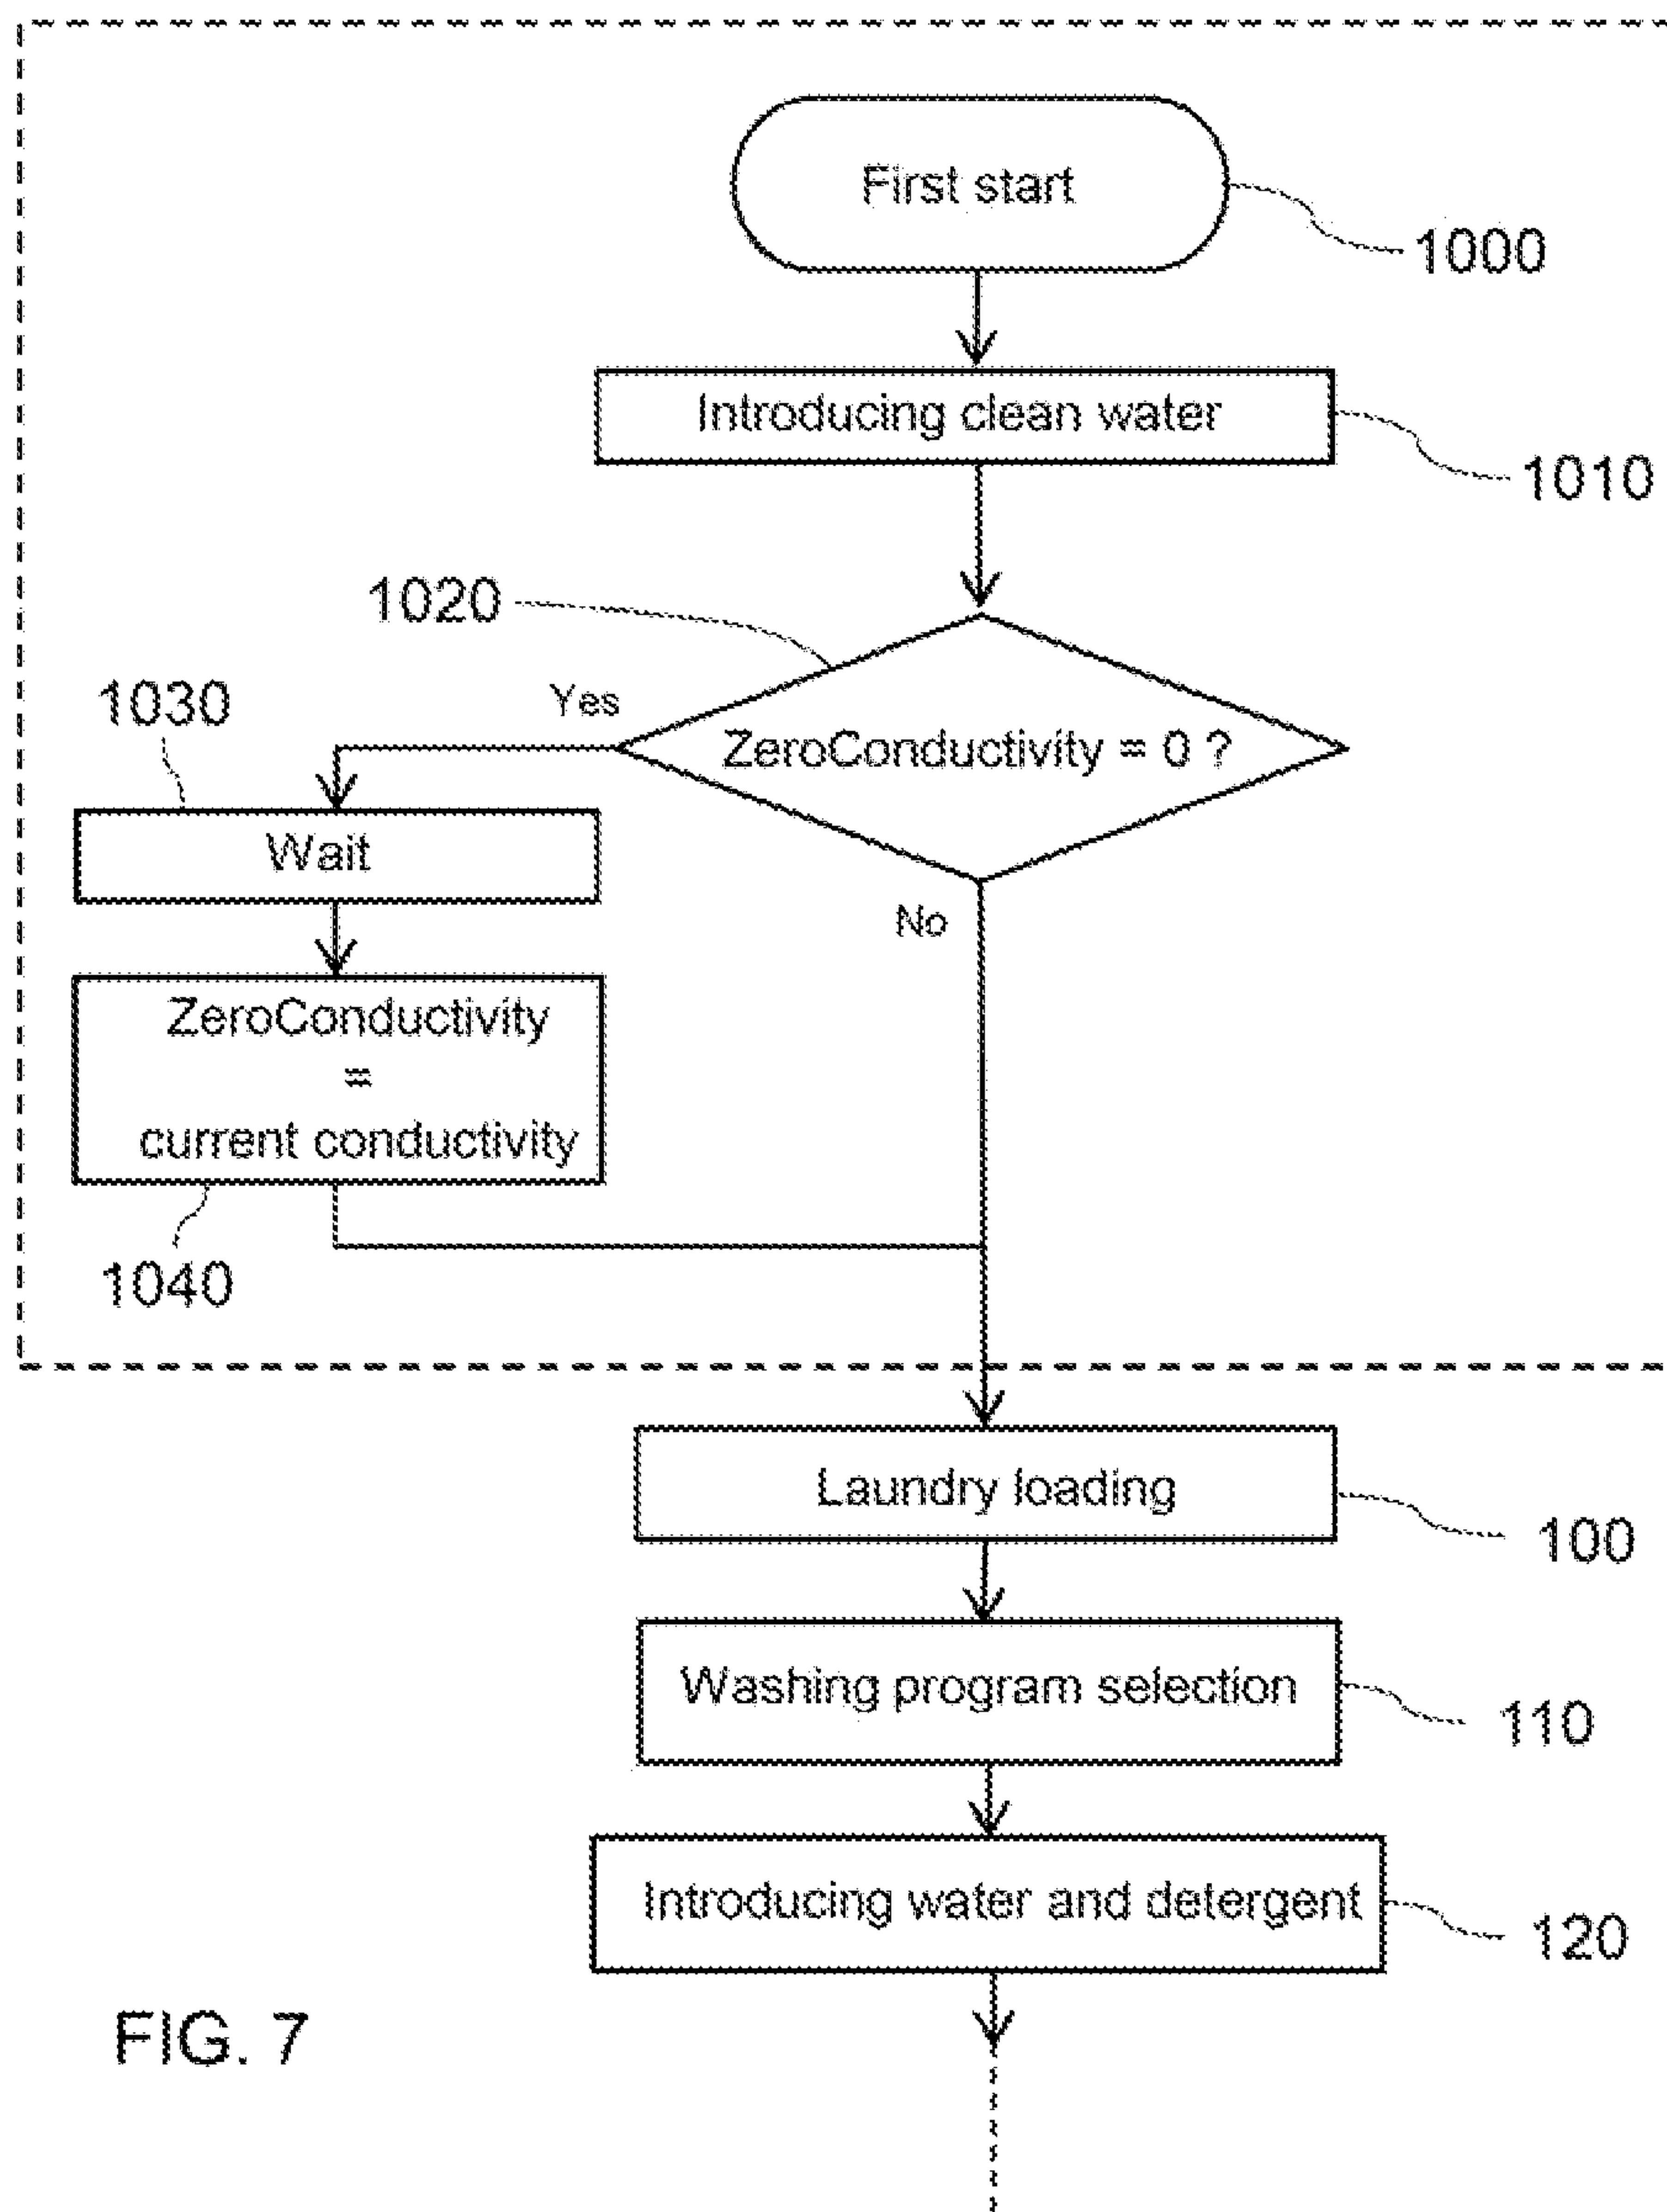 First start
1000
Introducing clean water
1010
1020
Yes
ZeroConductivity = 0 ?
1030
Wait
No
ZeroConductivity
=
current conductivity
1040
Laundry loading
100
Washing program selection
110
Introducing water and detergent
120
FIG. 7